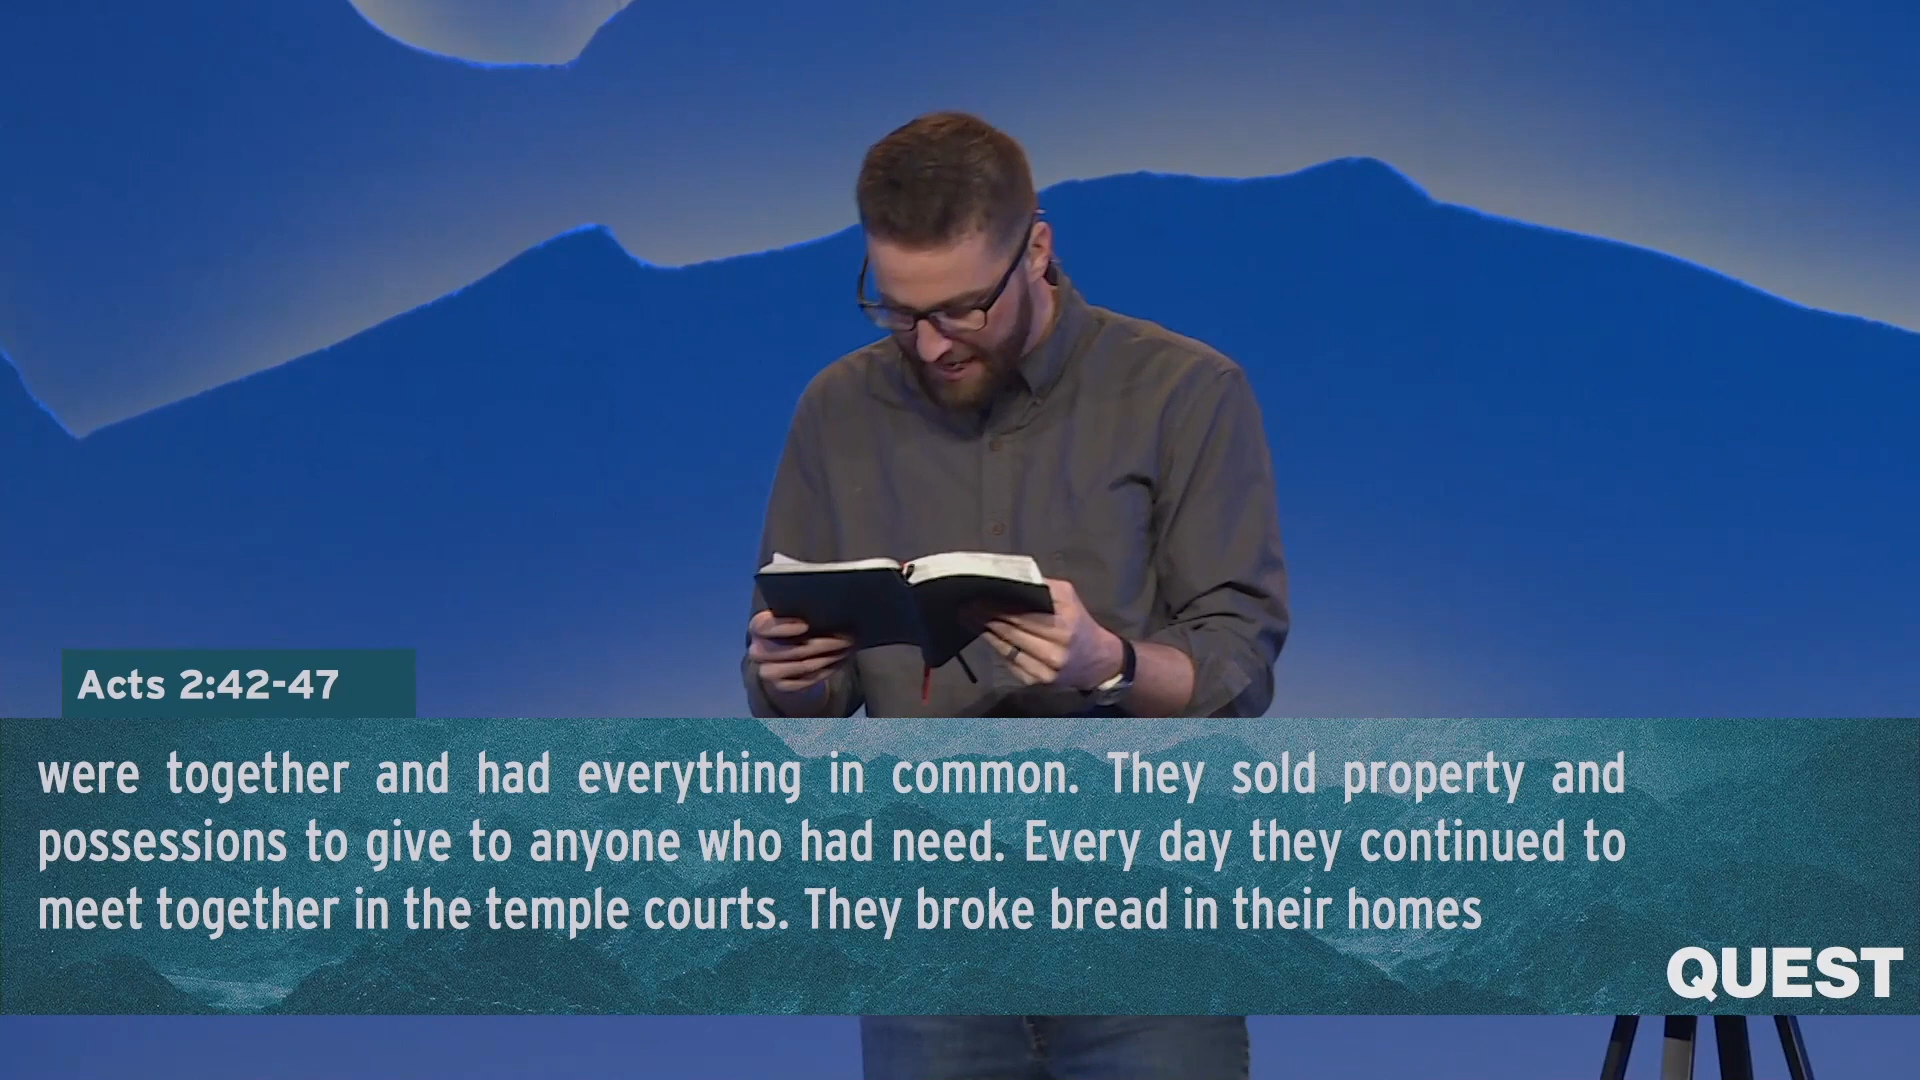 Acts 2:42-47
were together and had everything in common. They sold property and
possessions to give to anyone who had need. Every day they continued to
meet together in the temple courts. They broke bread in their homes
QUEST